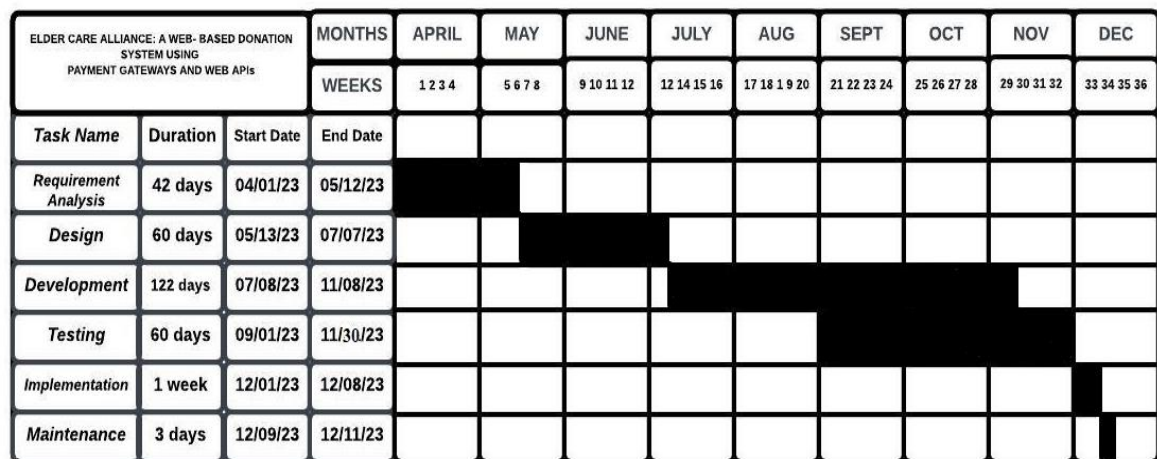 ELDER CARE ALLIANCE: A WEB- BASED DONATION
SYSTEM USING
PAYMENT GATEWAYS AND WEB APIs
MONTHS APRIL MAY JUNE JULY AUG SEPT OCT NOV DEC
WEEKS 1 2 3 4 5 6 7 8 9 10 11 12 12 14 15 16 17 18 1 9 20 21 22 23 24 25 26 27 28 29 30 31 32 33 34 35 36
Task Name Duration Start Date End Date
Requirement
Analysis 42 days 04/01/23 05/12/23
Design 60 days 05/13/23 07/07/23
Development 122 days 07/08/23 11/08/23
Testing 60 days 09/01/23 11/30/23
Implementation 1 week 12/01/23 12/08/23
Maintenance 3 days 12/09/23 12/11/23